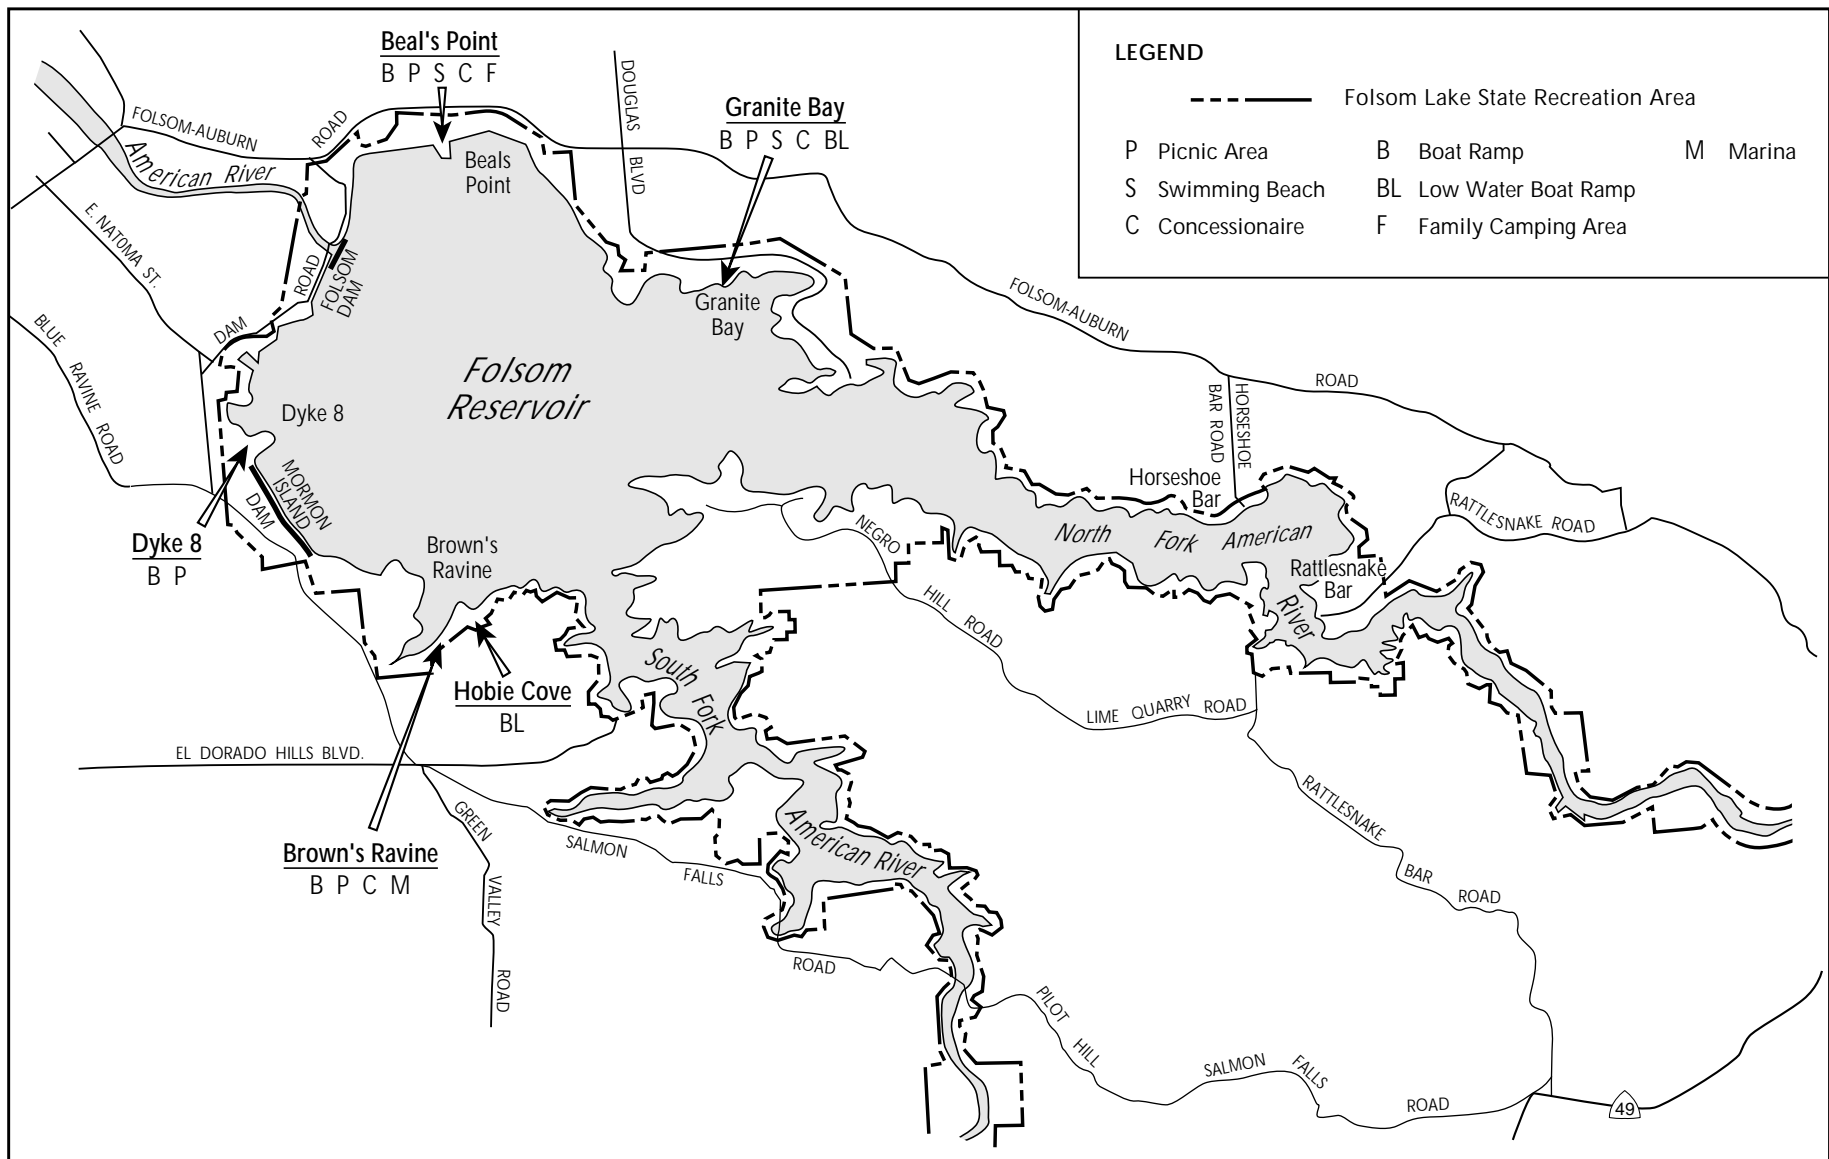 Beal's Point
B P S C F
Granite Bay
B P S C BL
LEGEND
Folsom Lake State Recreation Area
P Picnic Area
B Boat Ramp
M Marina
S Swimming Beach
BL Low Water Boat Ramp
C Concessionaire
F Family Camping Area
FOLSOM-AUBURN
ROAD
DOUGLAS
BLVD
American River
Beals
Point
E. NATOMA ST.
ROAD
FOLSOM
DAM
DAM
Granite
Bay
FOLSOM-AUBURN
ROAD
BLUE
RAVINE
ROAD
Folsom
Reservoir
Dyke 8
HORSESHOE
BAR ROAD
Horseshoe
Bar
MORMON
ISLAND
DAM
RATTLESNAKE ROAD
NEGRO
HILL
ROAD
North
Fork
American
River
Dyke 8
B P
Brown's
Ravine
Rattlesnake
Bar
South
Fork
American River
Hobie Cove
BL
LIME QUARRY ROAD
EL DORADO HILLS BLVD.
GREEN
VALLEY
ROAD
SALMON
FALLS
ROAD
RATTLESNAKE
BAR
ROAD
Brown's Ravine
B P C M
PILOT
HILL
SALMON
FALLS
ROAD
49